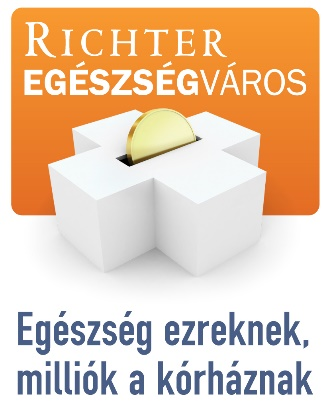 RICHTER
EGÉSZSÉGVÁROS
Egészség ezreknek,
milliók a kórháznak